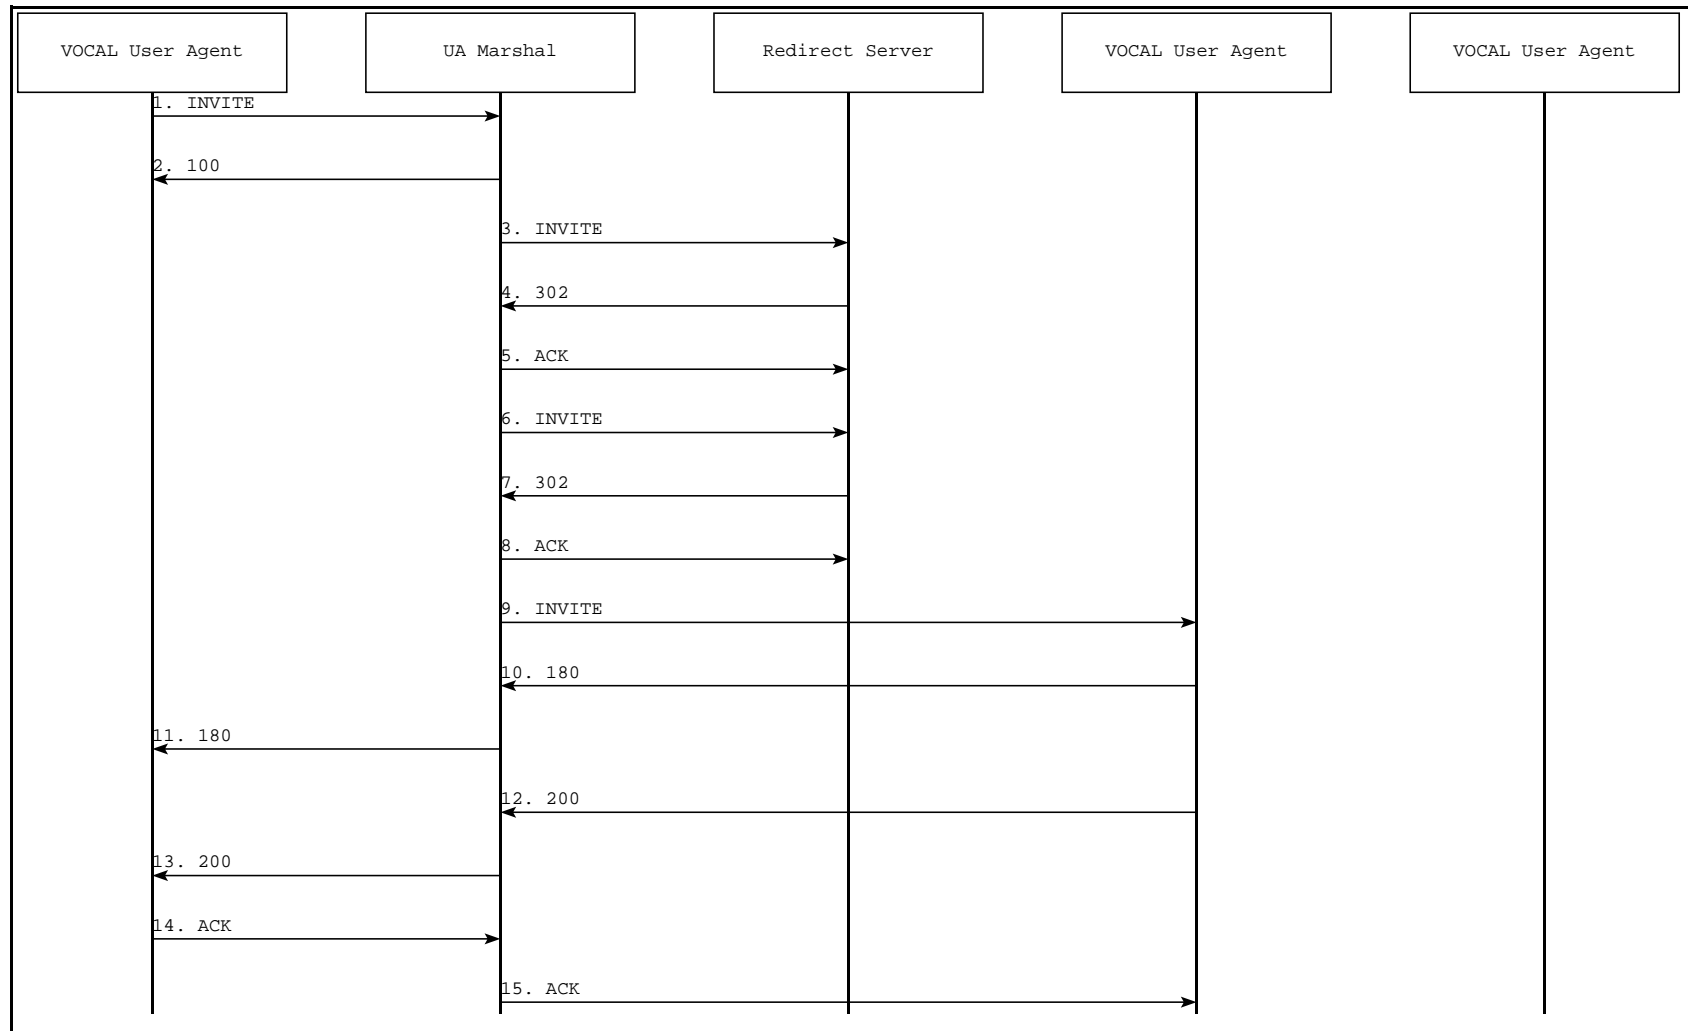 VOCAL User Agent
UA Marshal
Redirect Server
VOCAL User Agent
VOCAL User Agent
1. INVITE
2. 100
3. INVITE
4. 302
5. ACK
6. INVITE
7. 302
8. ACK
9. INVITE
10. 180
11. 180
12. 200
13. 200
14. ACK
15. ACK